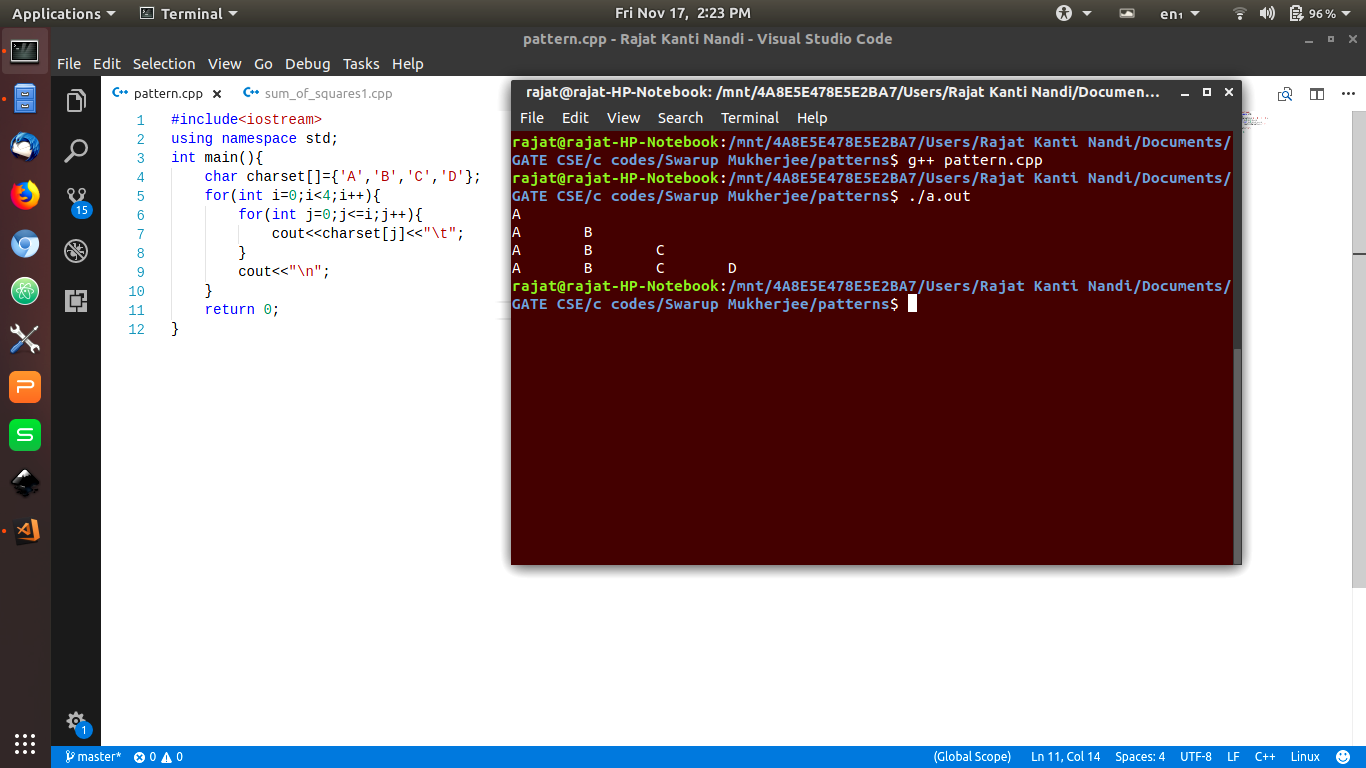 Applications Terminal Fri Nov 17, 2:23 PM en₁ 96%
pattern.cpp - Rajat Kanti Nandi - Visual Studio Code
File Edit Selection View Go Debug Tasks Help
pattern.cpp sum_of_squares1.cpp
1 #include<iostream>
2 using namespace std;
3 int main(){
4 char charset[]={'A','B','C','D'};
5 for(int i=0;i<4;i++){
6 for(int j=0;j<=i;j++){
7 cout<<charset[j]<<"\t";
8 }
9 cout<<"\n";
10 }
11 return 0;
12 }
rajat@rajat-HP-Notebook: /mnt/4A8E5E478E5E2BA7/Users/Rajat Kanti Nandi/Documen...
File Edit View Search Terminal Help
rajat@rajat-HP-Notebook:/mnt/4A8E5E478E5E2BA7/Users/Rajat Kanti Nandi/Documents/
GATE CSE/c codes/Swarup Mukherjee/patterns$ g++ pattern.cpp
rajat@rajat-HP-Notebook:/mnt/4A8E5E478E5E2BA7/Users/Rajat Kanti Nandi/Documents/
GATE CSE/c codes/Swarup Mukherjee/patterns$ ./a.out
A
A B
A B C
A B C D
rajat@rajat-HP-Notebook:/mnt/4A8E5E478E5E2BA7/Users/Rajat Kanti Nandi/Documents/
GATE CSE/c codes/Swarup Mukherjee/patterns$
15
P
S
1
master* 0 0 (Global Scope) Ln 11, Col 14 Spaces: 4 UTF-8 LF C++ Linux